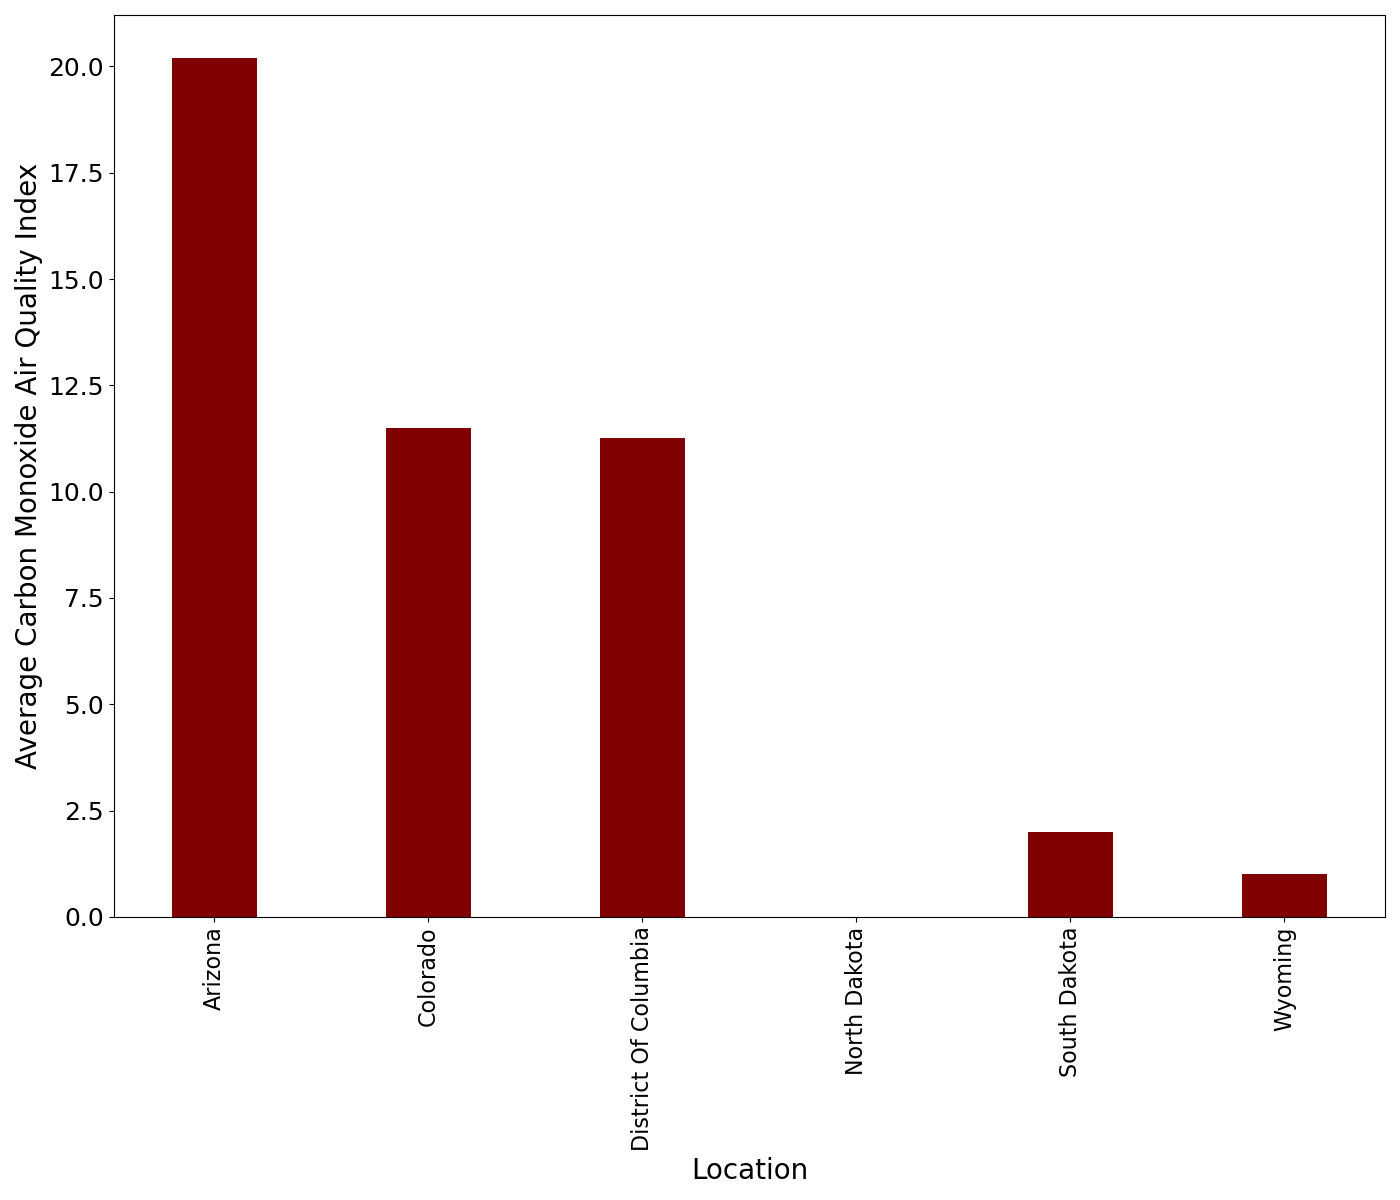 Average Carbon Monoxide Air Quality Index
20.0
17.5
15.0
12.5
10.0
7.5
5.0
2.5
0.0
Arizona
Colorado
District Of Columbia
North Dakota
South Dakota
Wyoming
Location